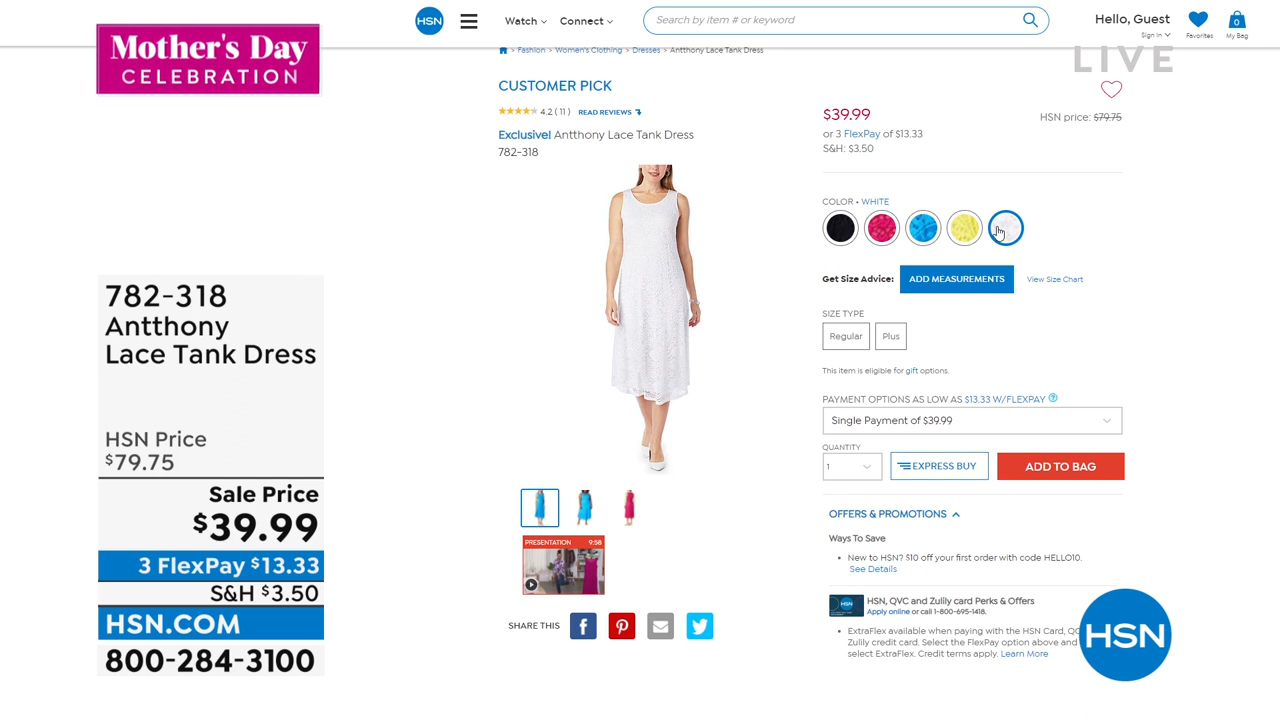 Mother's Day
CELEBRATION
HSN
Watch
Connect
Search by item # or keyword
Hello, Guest
Sign In
Favorites
0
My Bag
LIVE
> Fashion > Women's Clothing > Dresses > Antthony Lace Tank Dress
CUSTOMER PICK
4.2 ( 11 ) READ REVIEWS
Exclusive! Antthony Lace Tank Dress
782-318
$39.99
HSN price: $79.75
or 3 FlexPay of $13.33
S&H: $3.50
COLOR • WHITE
Get Size Advice:
ADD MEASUREMENTS
View Size Chart
SIZE TYPE
Regular
Plus
This item is eligible for gift options.
PAYMENT OPTIONS AS LOW AS $13.33 W/FLEXPAY ?
Single Payment of $39.99
QUANTITY
1
EXPRESS BUY
ADD TO BAG
OFFERS & PROMOTIONS
Ways To Save
• New to HSN? $10 off your first order with code HELLO10.
See Details
HSN
HSN, QVC and Zulily card Perks & Offers
Apply online or call 1-800-695-1418.
• ExtraFlex available when paying with the HSN Card,
Zulily credit card. Select the FlexPay option above and
select ExtraFlex. Credit terms apply. Learn More
PRESENTATION 9:58
SHARE THIS
782-318
Antthony
Lace Tank Dress
HSN Price
$79.75
Sale Price
$39.99
3 FlexPay $13.33
S&H $3.50
HSN.COM
800-284-3100
HSN